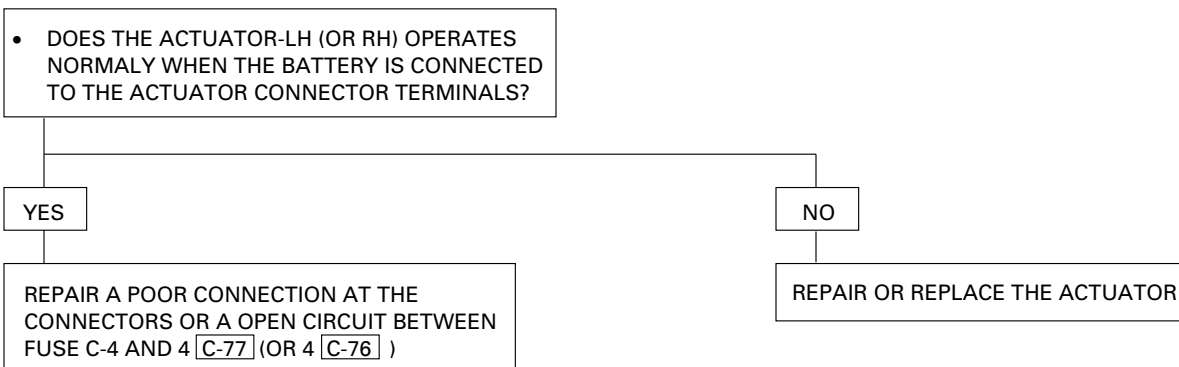 • DOES THE ACTUATOR-LH (OR RH) OPERATES
NORMALY WHEN THE BATTERY IS CONNECTED
TO THE ACTUATOR CONNECTOR TERMINALS?
YES
NO
REPAIR A POOR CONNECTION AT THE
CONNECTORS OR A OPEN CIRCUIT BETWEEN
FUSE C-4 AND 4 C-77 (OR 4 C-76 )
REPAIR OR REPLACE THE ACTUATOR